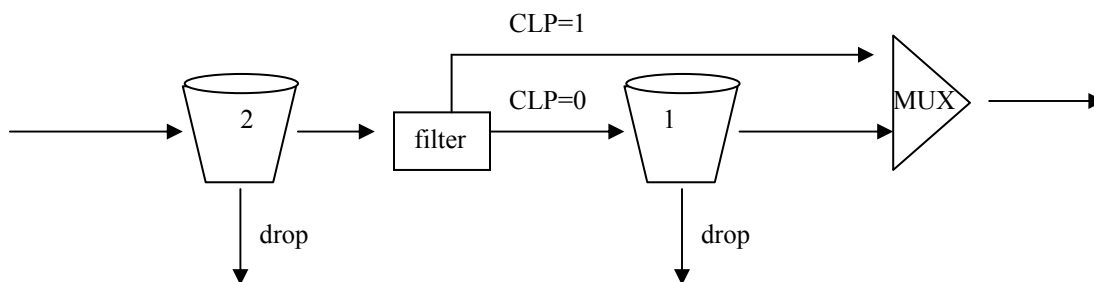 CLP=1
2
filter
CLP=0
1
MUX
drop
drop